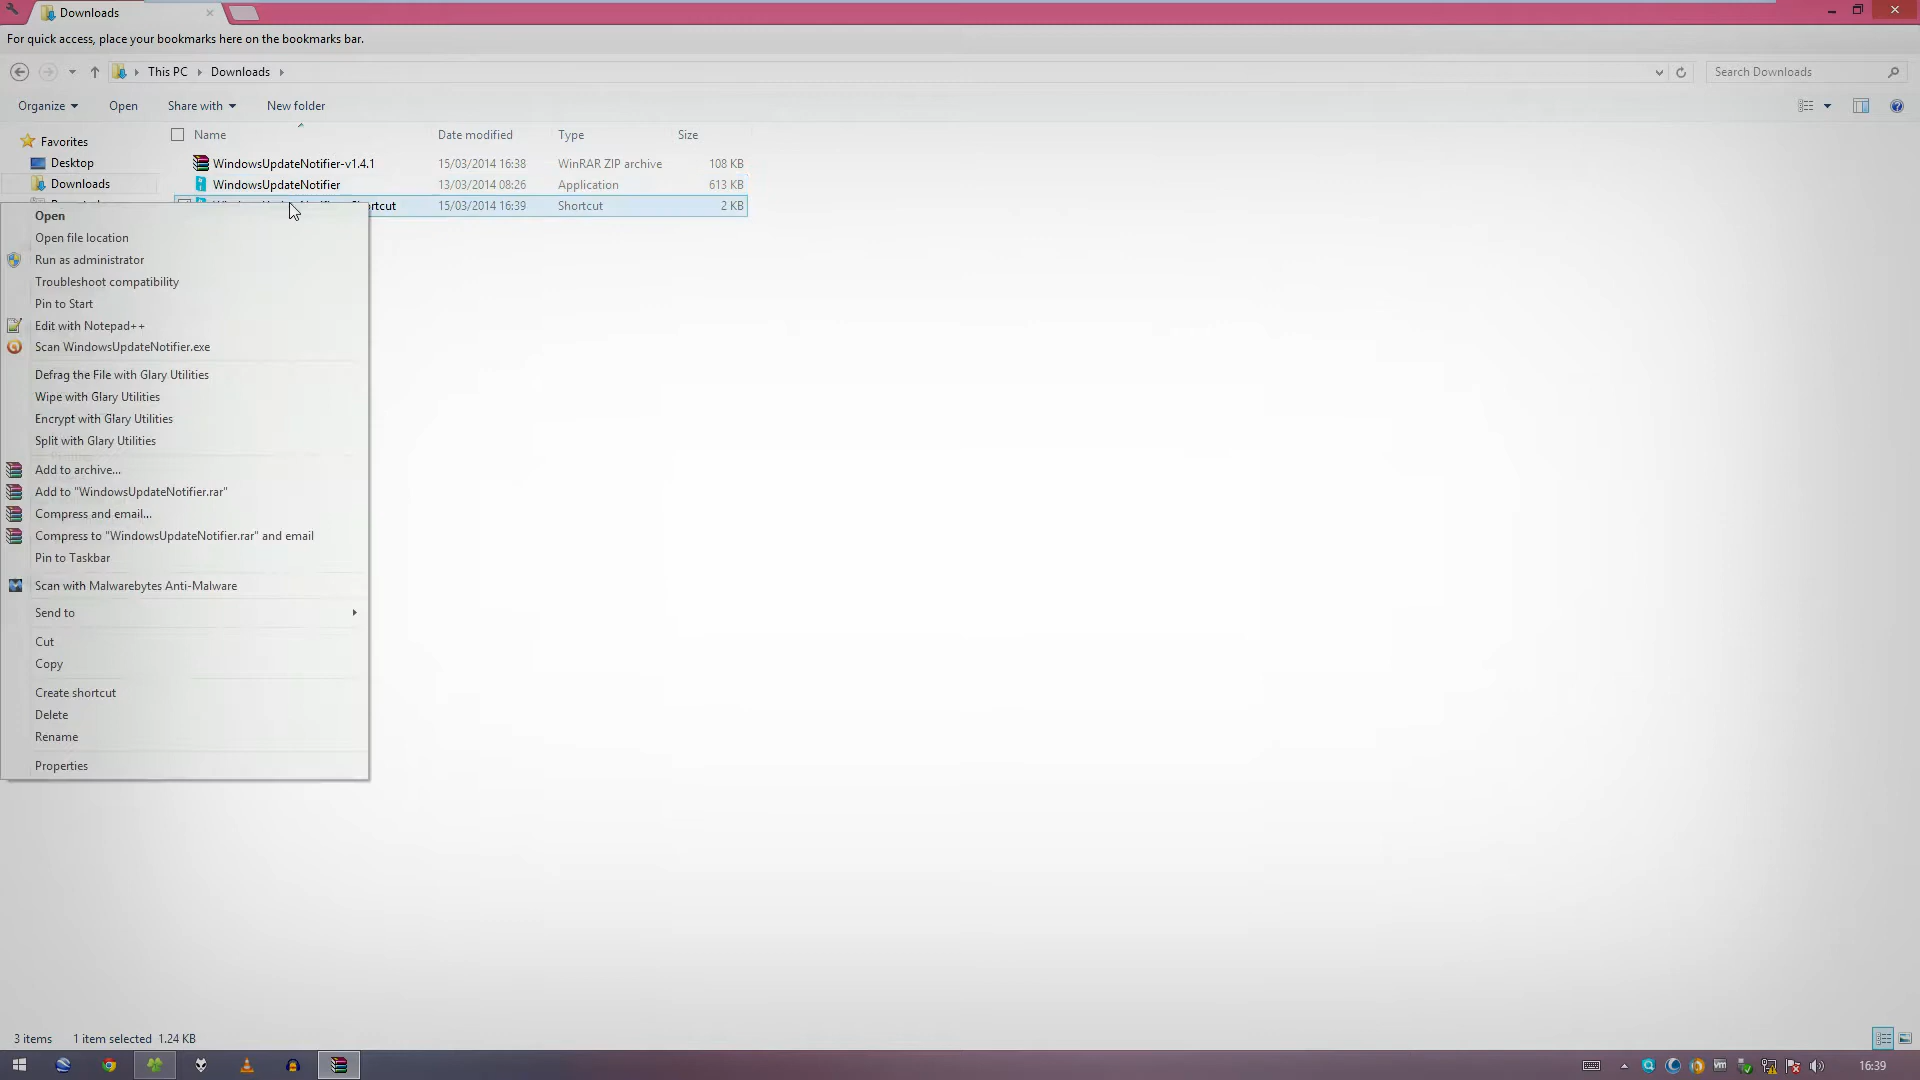 Downloads
For quick access, place your bookmarks here on the bookmarks bar.
This PC Downloads
Search Downloads
Organize Open Share with New folder
Name Date modified Type Size
Favorites
Desktop
Downloads
WindowsUpdateNotifier-v1.4.1 15/03/2014 16:38 WinRAR ZIP archive 108 KB
WindowsUpdateNotifier 13/03/2014 08:26 Application 613 KB
rtcut 15/03/2014 16:39 Shortcut 2 KB
Open
Open file location
Run as administrator
Troubleshoot compatibility
Pin to Start
Edit with Notepad++
Scan WindowsUpdateNotifier.exe
Defrag the File with Glary Utilities
Wipe with Glary Utilities
Encrypt with Glary Utilities
Split with Glary Utilities
Add to archive...
Add to "WindowsUpdateNotifier.rar"
Compress and email...
Compress to "WindowsUpdateNotifier.rar" and email
Pin to Taskbar
Scan with Malwarebytes Anti-Malware
Send to
Cut
Copy
Create shortcut
Delete
Rename
Properties
3 items 1 item selected 1.24 KB
16:39